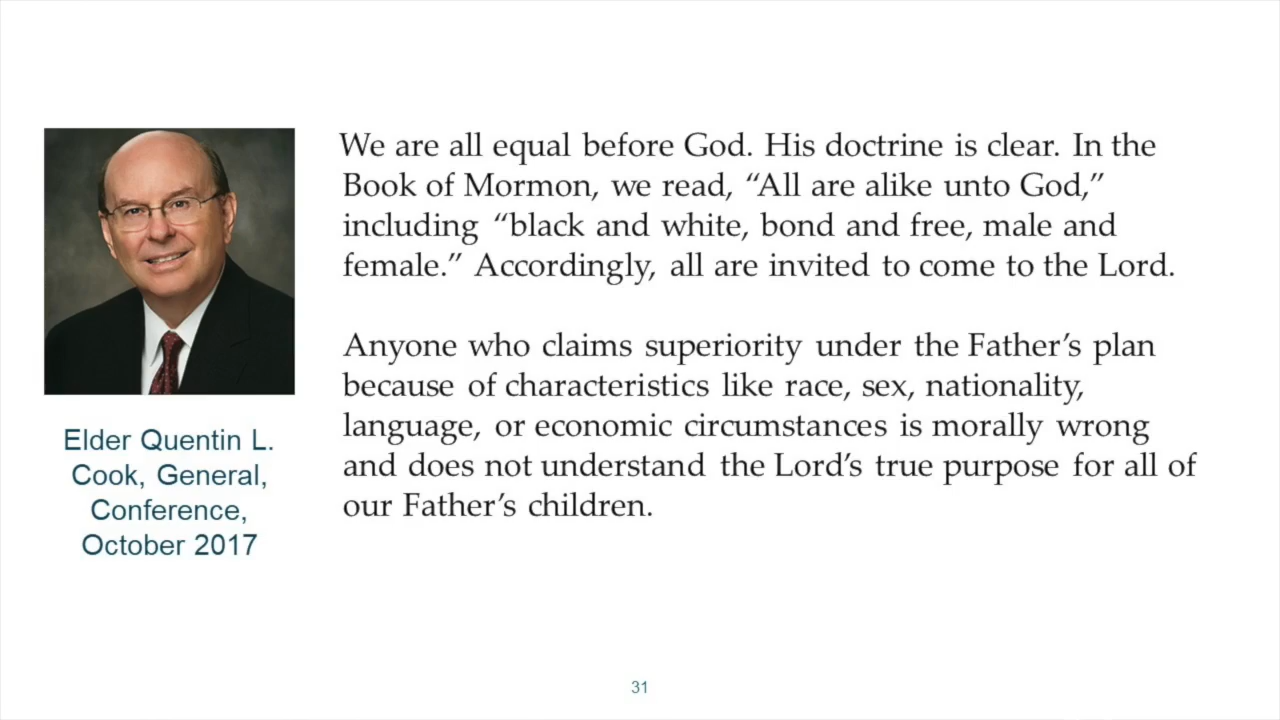 We are all equal before God. His doctrine is clear. In the
Book of Mormon, we read, “All are alike unto God,”
including “black and white, bond and free, male and
female.” Accordingly, all are invited to come to the Lord.
Anyone who claims superiority under the Father’s plan
because of characteristics like race, sex, nationality,
language, or economic circumstances is morally wrong
and does not understand the Lord’s true purpose for all of
our Father’s children.
Elder Quentin L.
Cook, General,
Conference,
October 2017
31